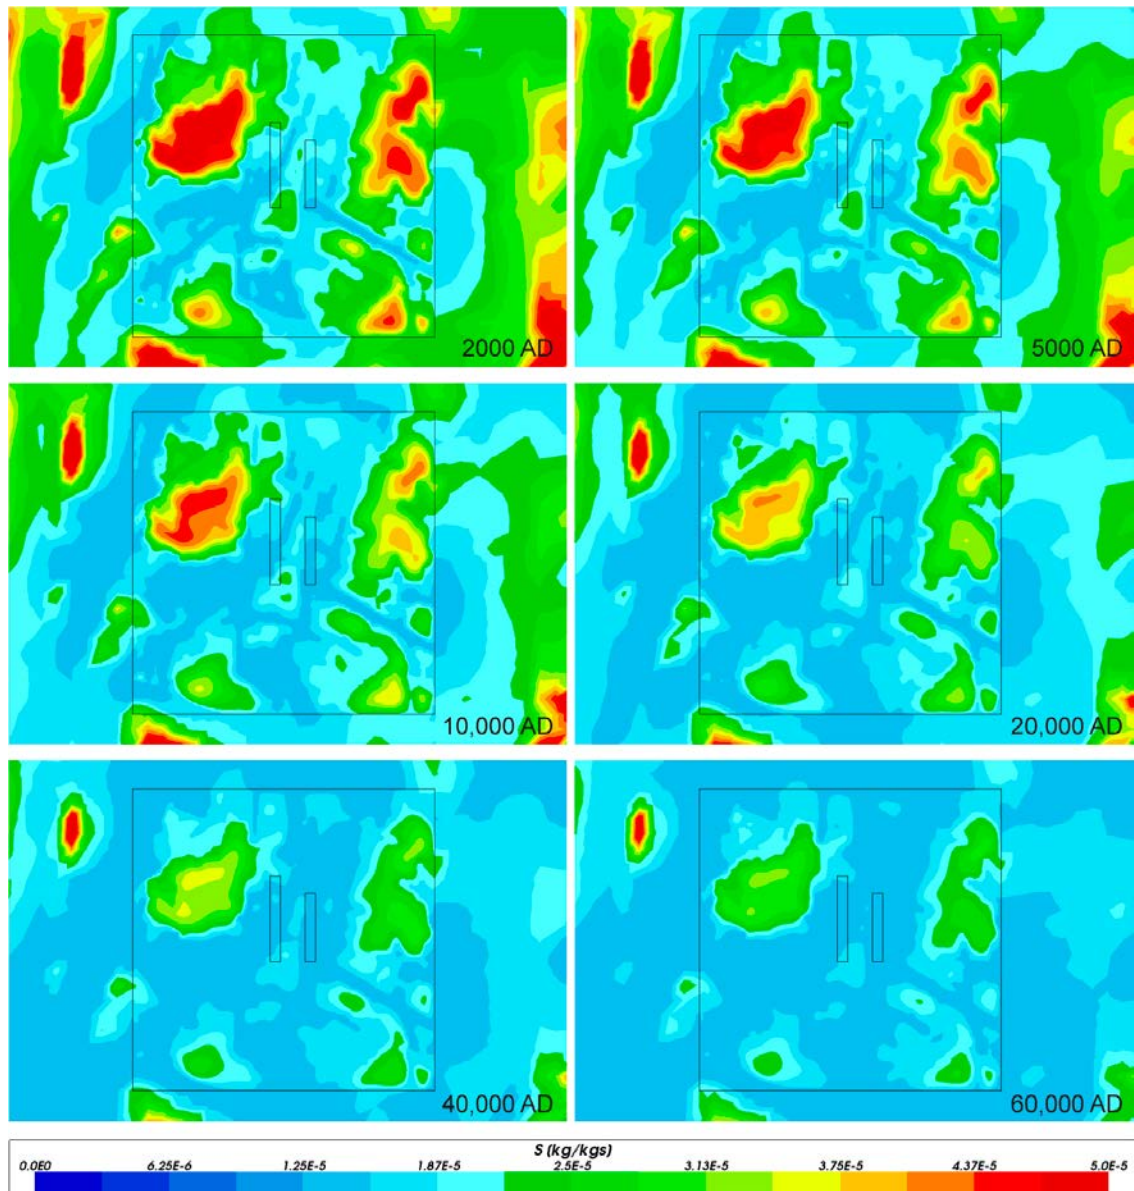 2000 AD
5000 AD
10,000 AD
20,000 AD
40,000 AD
60,000 AD
S (kg/kgs)
0.0E0 6.25E-6 1.25E-5 1.87E-5 2.5E-5 3.13E-5 3.75E-5 4.37E-5 5.0E-5